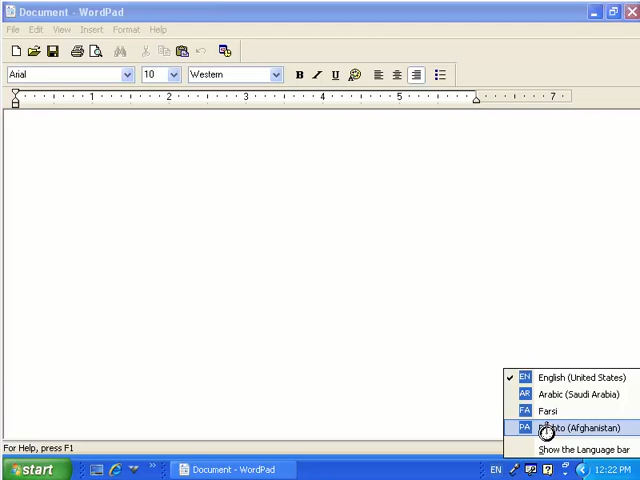 Document - WordPad
File Edit View Insert Format Help
Arial 10 Western B I U
1 2 3 4 5 7
EN English (United States)
AR Arabic (Saudi Arabia)
FA Farsi
PA (Afghanistan)
Show the Language bar
For Help, press F1
start Document - WordPad EN 12:22 PM